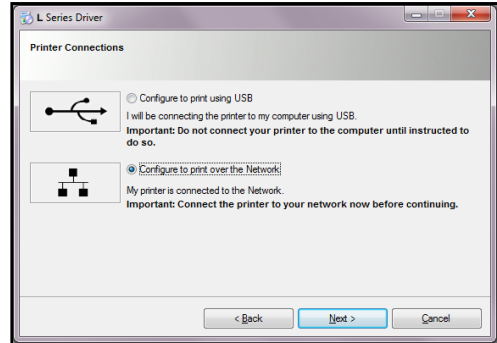 L Series Driver
Printer Connections
Configure to print using USB
I will be connecting the printer to my computer using USB.
Important: Do not connect your printer to the computer until instructed to
do so.
Configure to print over the Network
My printer is connected to the Network.
Important: Connect the printer to your network now before continuing.
< Back
Next >
Cancel